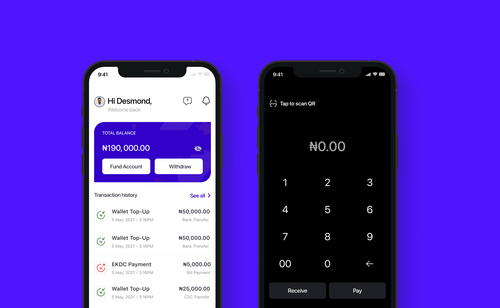 9:41
Hi Desmond,
Welcome back
TOTAL BALANCE
₦190,000.00
Fund Account Withdraw
Transaction history See all
Wallet Top-Up ₦50,000.00
5 May, 2021 - 3:16PM Bank Transfer
Wallet Top-Up ₦50,000.00
5 May, 2021 - 3:16PM Bank Transfer
EKDC Payment ₦5,000.00
5 May, 2021 - 3:16PM Bill Payment
Wallet Top-Up ₦25,000.00
5 May, 2021 - 3:16PM C2C Transfer
9:41
Tap to scan QR
₦0.00
1 2 3
4 5 6
7 8 9
00 0
Receive Pay